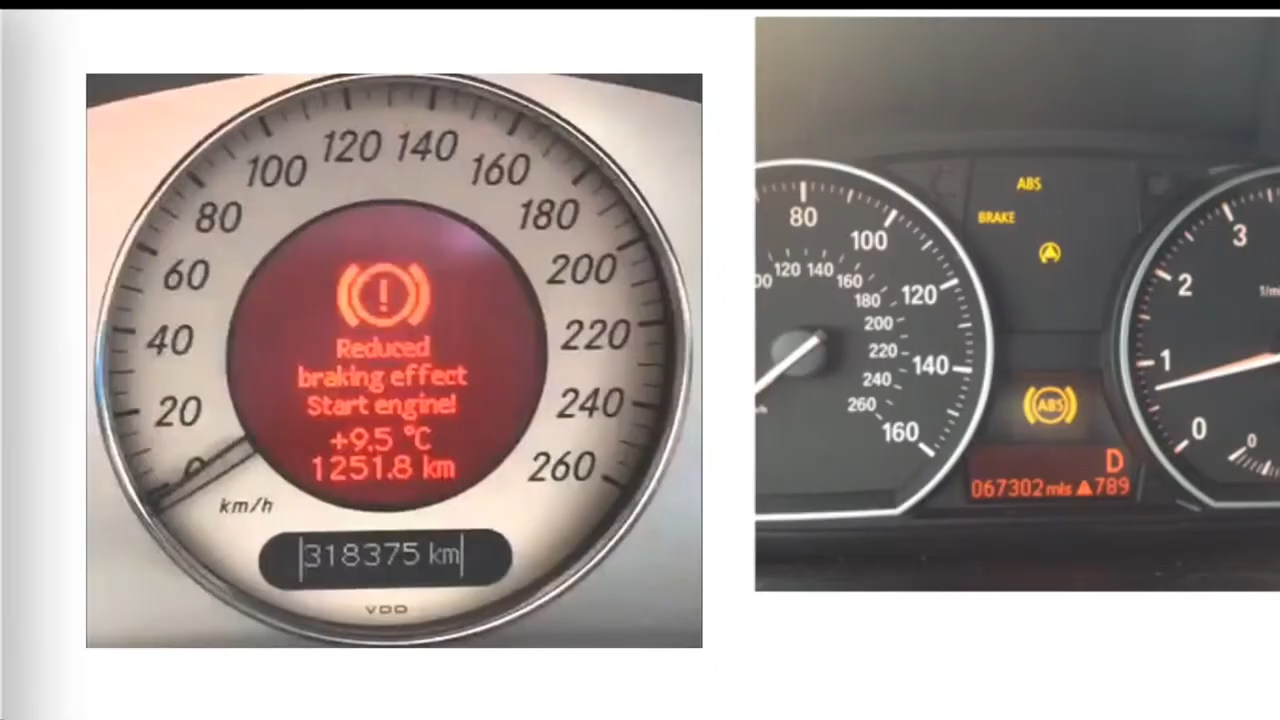 120 140
100 160
80 180
60 200
40 220
20 240
0 260
!
Reduced
braking effect
Start engine!
+9.5 °C
1251.8 km
km/h
318375 km
VDO
ABS
BRAKE
80
100
120
140
160
120 140
160
180
200
220
240
260
ABS
D
067302 mls ▲789
3
2
1
0
0